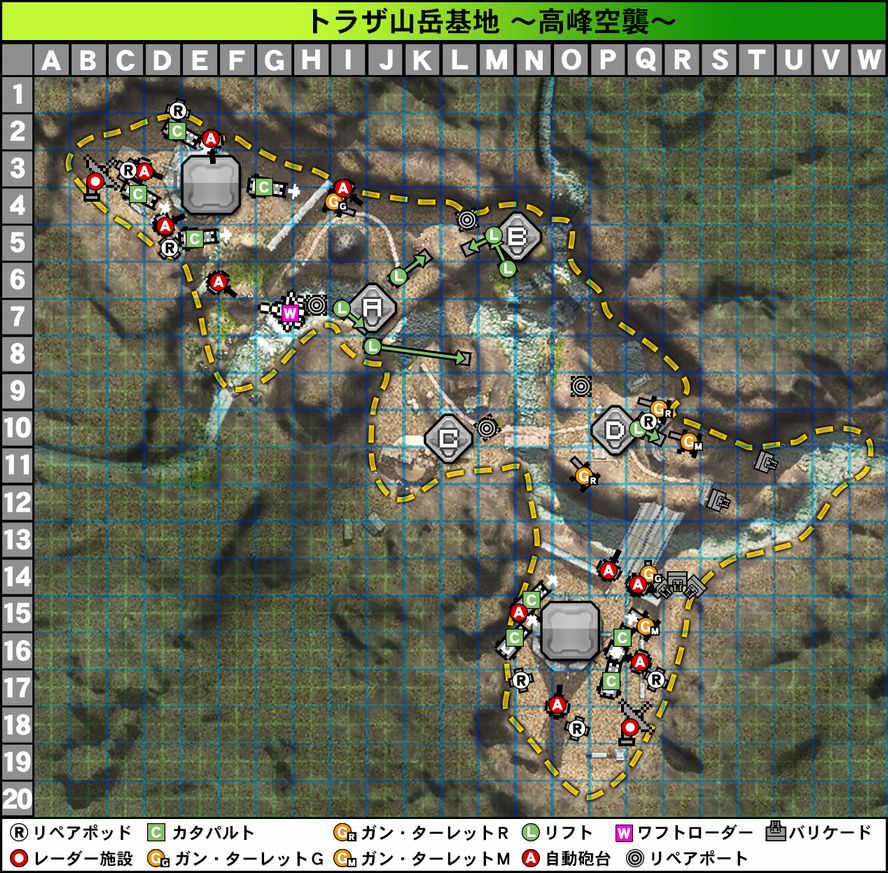 トラザ山岳基地 ～高峰空襲～
A B C D E F G H I J K L M N O P Q R S T U V W
1
R
2 C A
3 R A
C C A
4 G G
A
5 C L B
R
6 A L L
7 W L A
8 L
9
G R
10 C D L R G M
11
G R
12
13
14 A A G G
15 C A
G M
16 C C
A
17 R C R
18 A
R
19
20
R リペアポッド C カタパルト G R ガン・ターレットR L リフト W ワフトローダー バリケード
レーダー施設 G G ガン・ターレットG G M ガン・ターレットM A 自動砲台 リペアポート